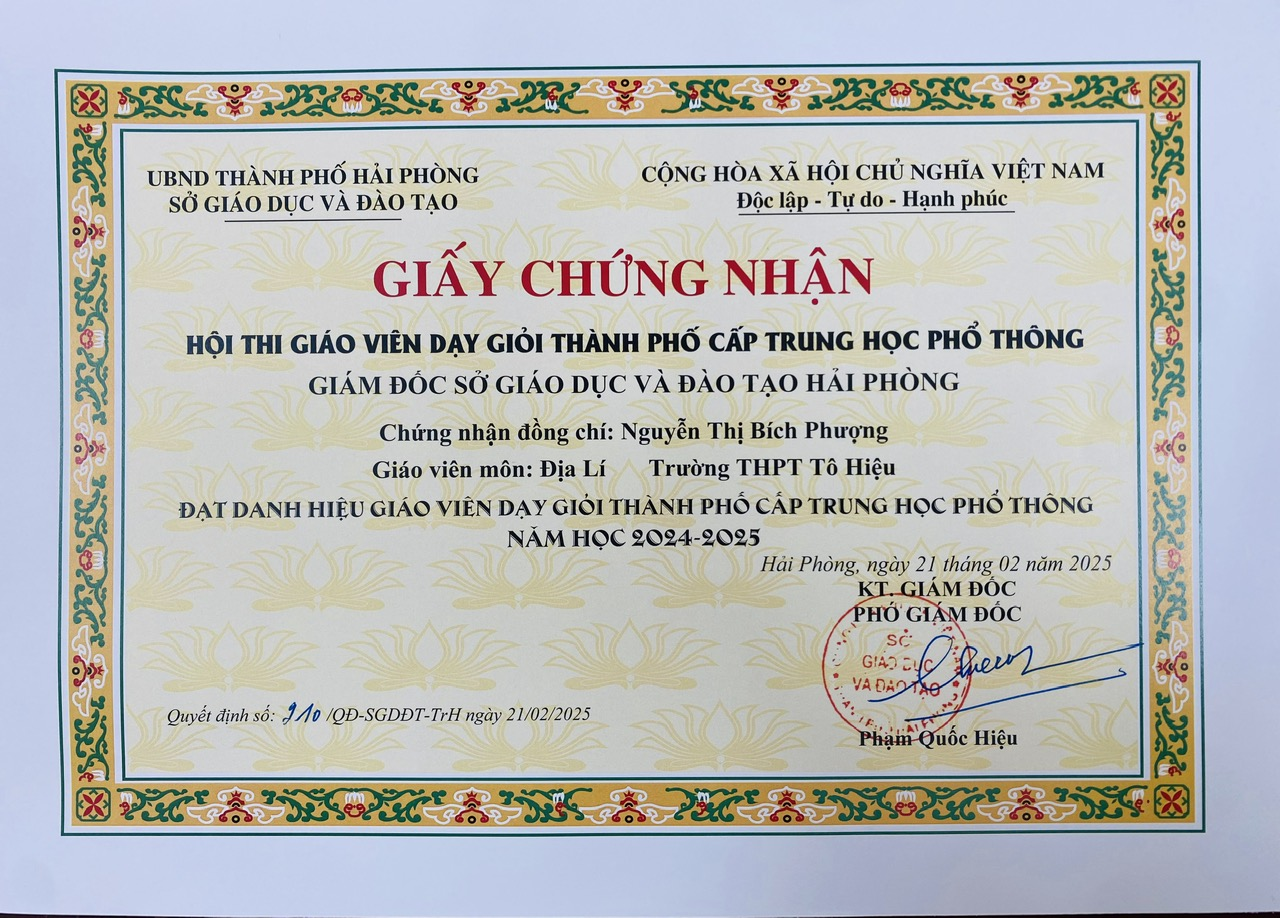 UBND THÀNH PHỐ HẢI PHÒNG
SỞ GIÁO DỤC VÀ ĐÀO TẠO
CỘNG HÒA XÃ HỘI CHỦ NGHĨA VIỆT NAM
Độc lập - Tự do - Hạnh phúc
GIẤY CHỨNG NHẬN
HỘI THI GIÁO VIÊN DẠY GIỎI THÀNH PHỐ CẤP TRUNG HỌC PHỔ THÔNG
GIÁM ĐỐC SỞ GIÁO DỤC VÀ ĐÀO TẠO HẢI PHÒNG
Chứng nhận đồng chí: Nguyễn Thị Bích Phượng
Giáo viên môn: Địa Lí Trường THPT Tô Hiệu
ĐẠT DANH HIỆU GIÁO VIÊN DẠY GIỎI THÀNH PHỐ CẤP TRUNG HỌC PHỔ THÔNG
NĂM HỌC 2024-2025
Hải Phòng, ngày 21 tháng 02 năm 2025
KT. GIÁM ĐỐC
PHÓ GIÁM ĐỐC
SỞ
GIÁO DỤC
VÀ ĐÀO TẠO
Quyết định số: 210 /QĐ-SGDĐT-TrH ngày 21/02/2025
Phạm Quốc Hiệu